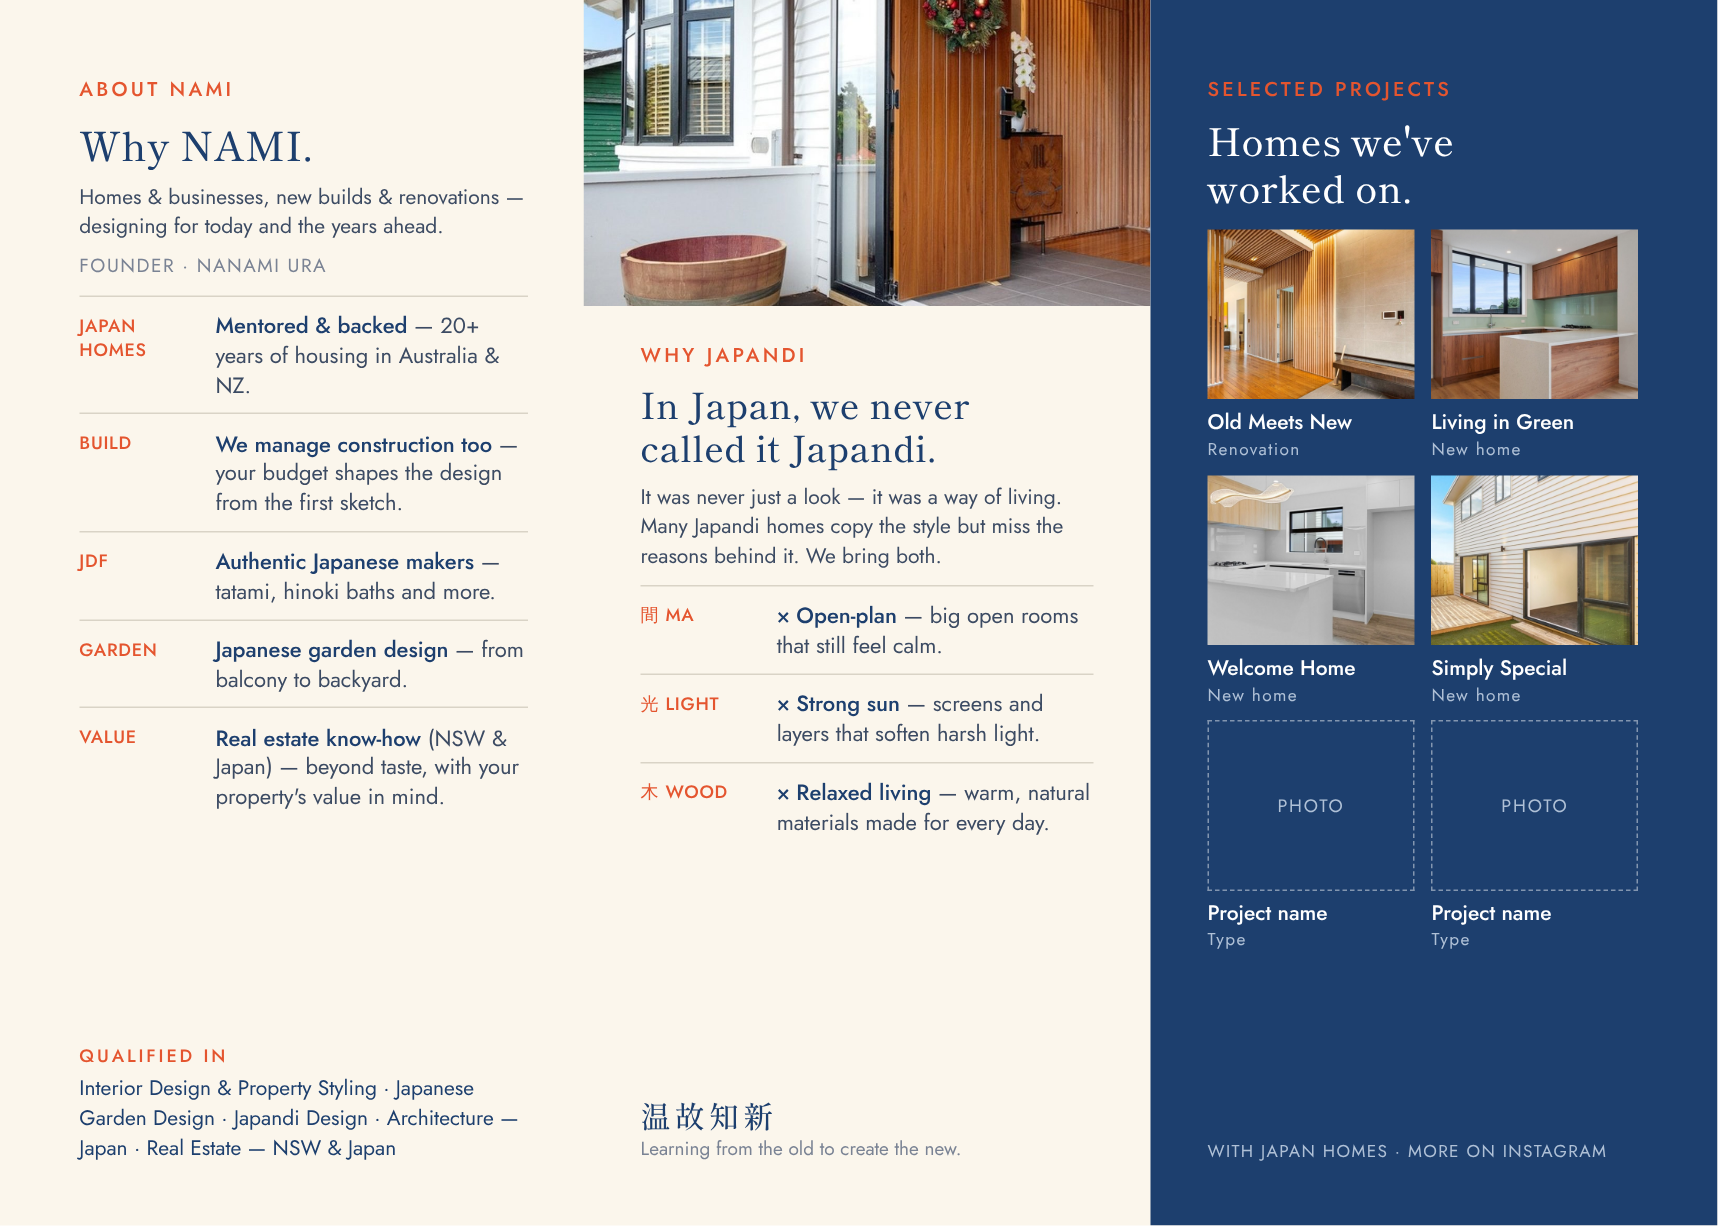 ABOUT NAMI
Why NAMI.
Homes & businesses, new builds & renovations —
designing for today and the years ahead.
FOUNDER · NANAMI URA
JAPAN
HOMES
Mentored & backed — 20+
years of housing in Australia &
NZ.
BUILD
We manage construction too —
your budget shapes the design
from the first sketch.
JDF
Authentic Japanese makers —
tatami, hinoki baths and more.
GARDEN
Japanese garden design — from
balcony to backyard.
VALUE
Real estate know-how (NSW &
Japan) — beyond taste, with your
property's value in mind.
QUALIFIED IN
Interior Design & Property Styling · Japanese
Garden Design · Japandi Design · Architecture —
Japan · Real Estate — NSW & Japan
WHY JAPANDI
In Japan, we never
called it Japandi.
It was never just a look — it was a way of living.
Many Japandi homes copy the style but miss the
reasons behind it. We bring both.
間 MA
× Open-plan — big open rooms
that still feel calm.
光 LIGHT
× Strong sun — screens and
layers that soften harsh light.
木 WOOD
× Relaxed living — warm, natural
materials made for every day.
温故知新
Learning from the old to create the new.
SELECTED PROJECTS
Homes we've
worked on.
Old Meets New
Renovation
Living in Green
New home
Welcome Home
New home
Simply Special
New home
PHOTO
PHOTO
Project name
Type
Project name
Type
WITH JAPAN HOMES · MORE ON INSTAGRAM